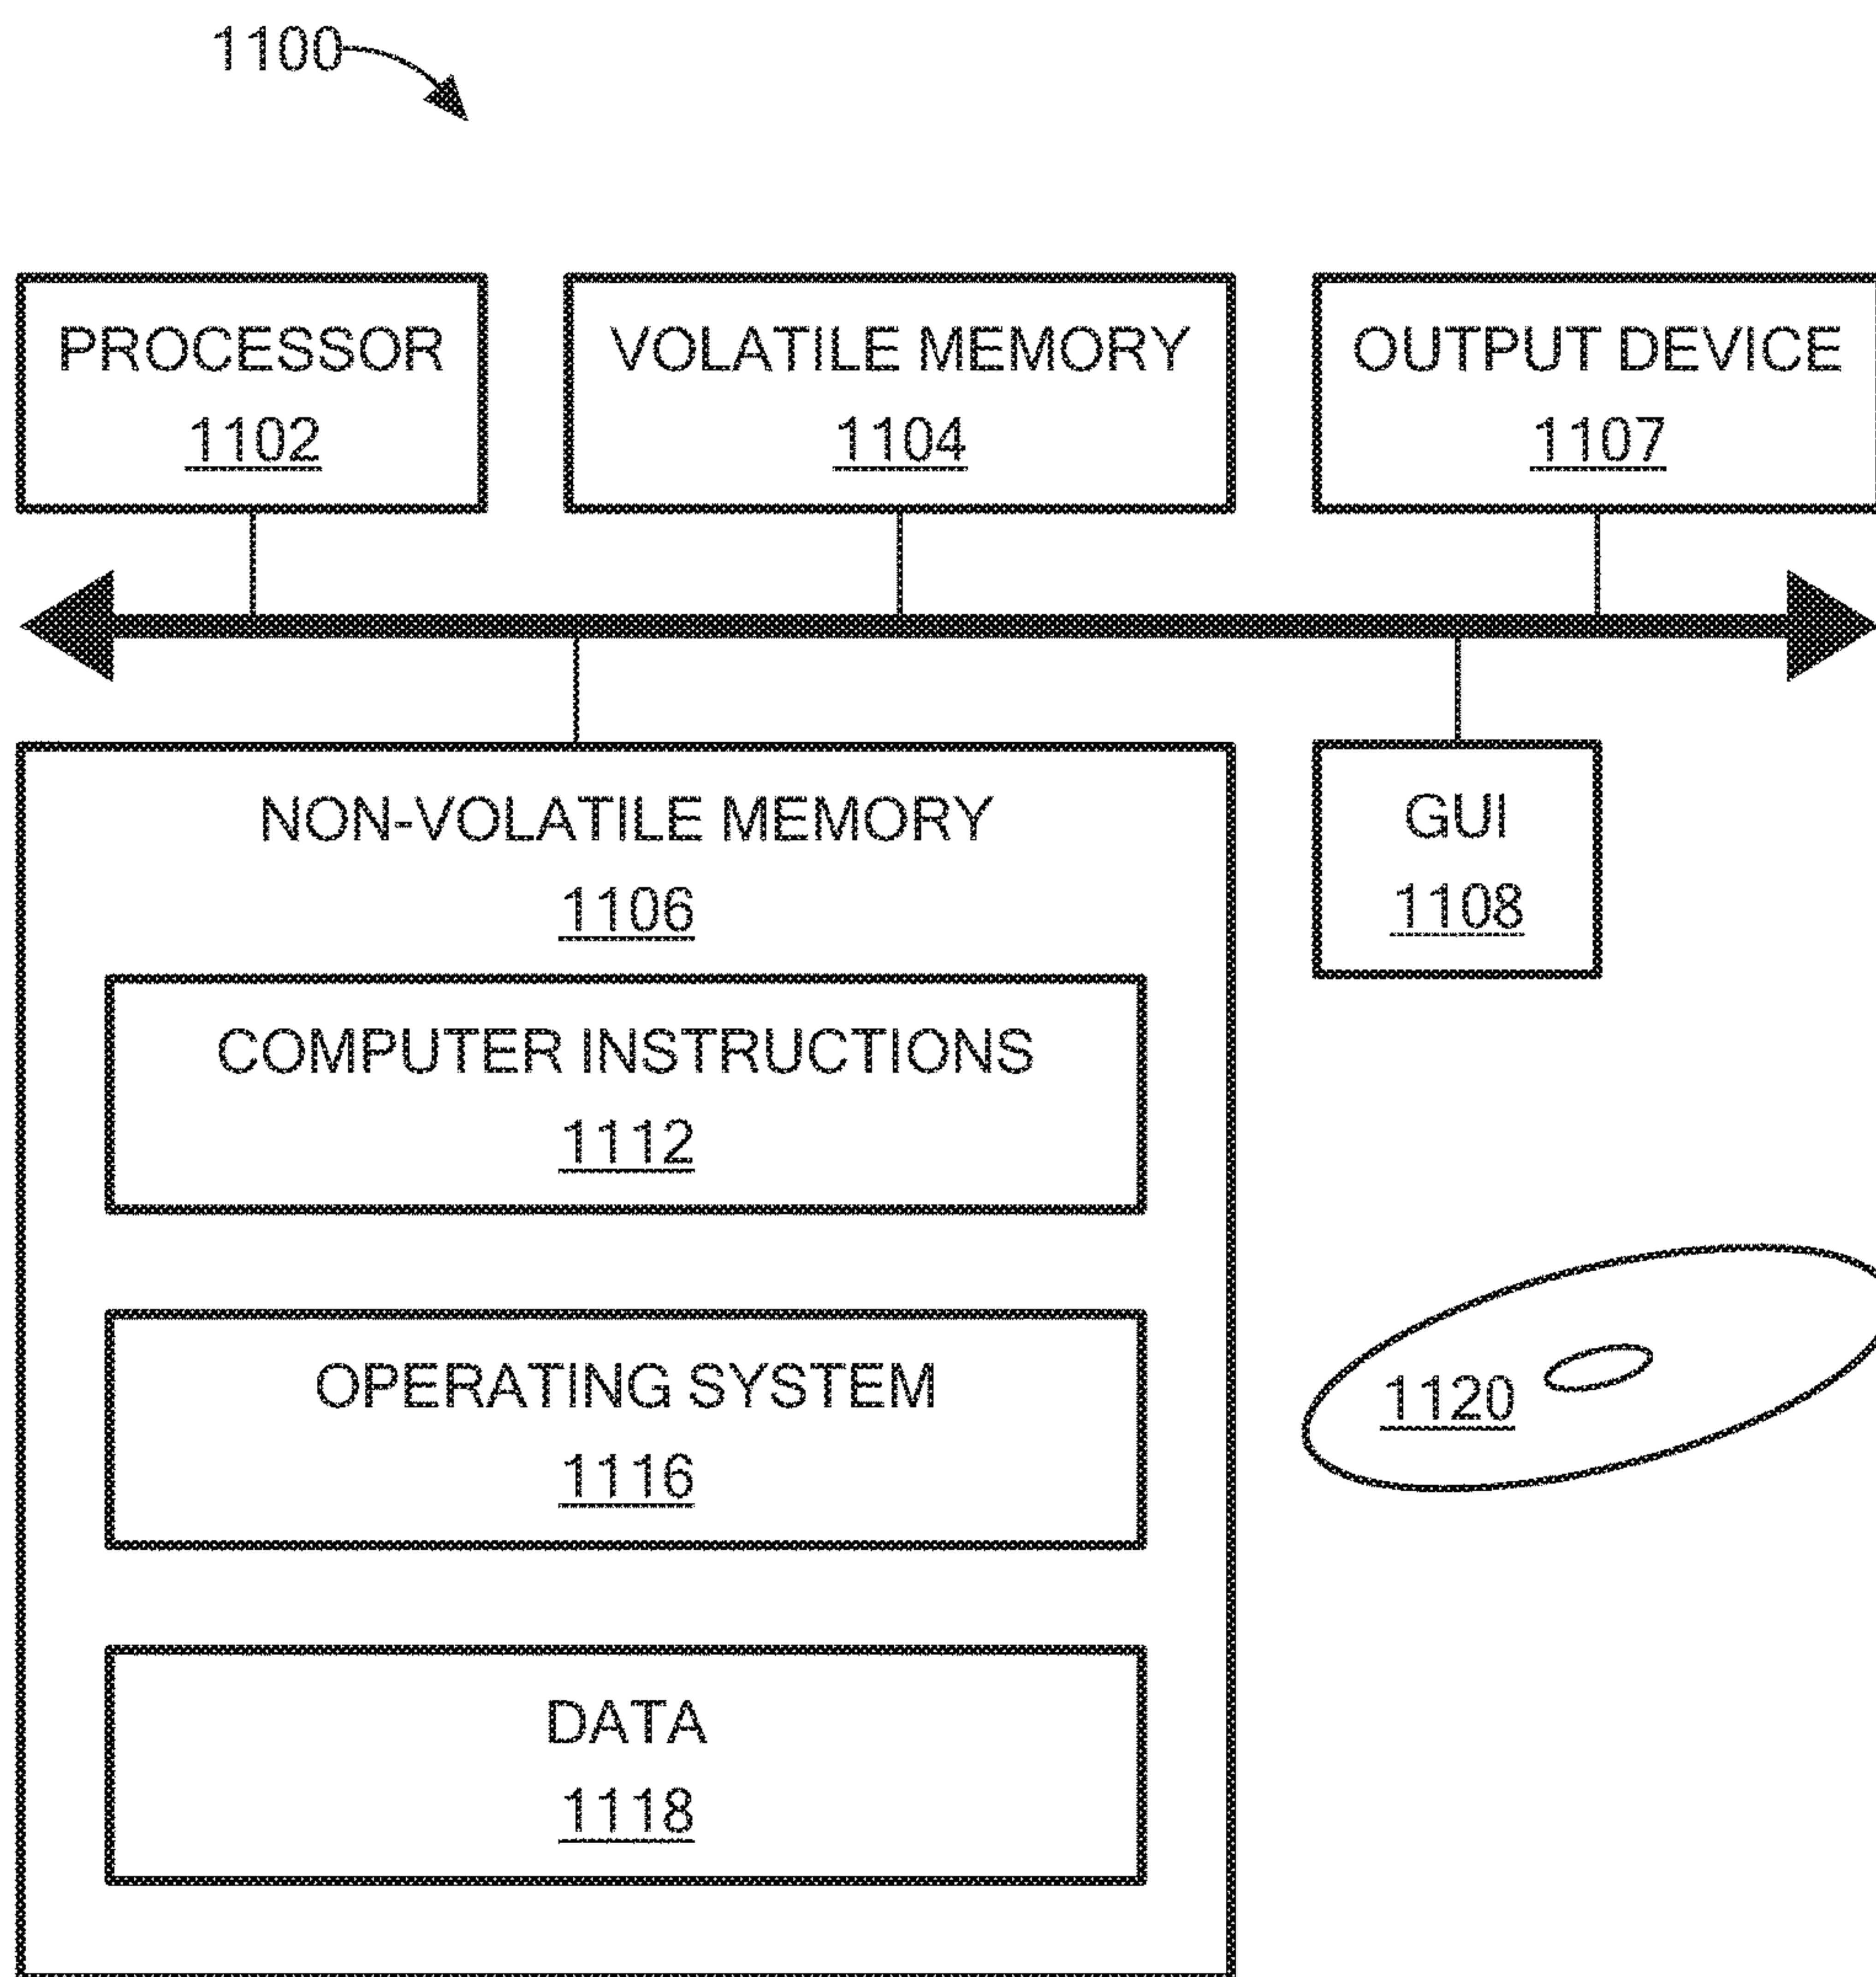 1100
PROCESSOR
1102
VOLATILE MEMORY
1104
OUTPUT DEVICE
1107
NON-VOLATILE MEMORY
1106
COMPUTER INSTRUCTIONS
1112
OPERATING SYSTEM
1116
DATA
1118
GUI
1108
1120